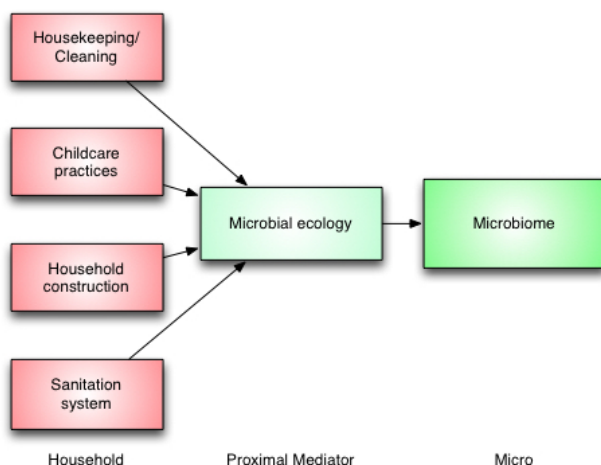 Housekeeping/
Cleaning
Childcare
practices
Household
construction
Sanitation
system
Microbial ecology
Microbiome
Household
Proximal Mediator
Micro